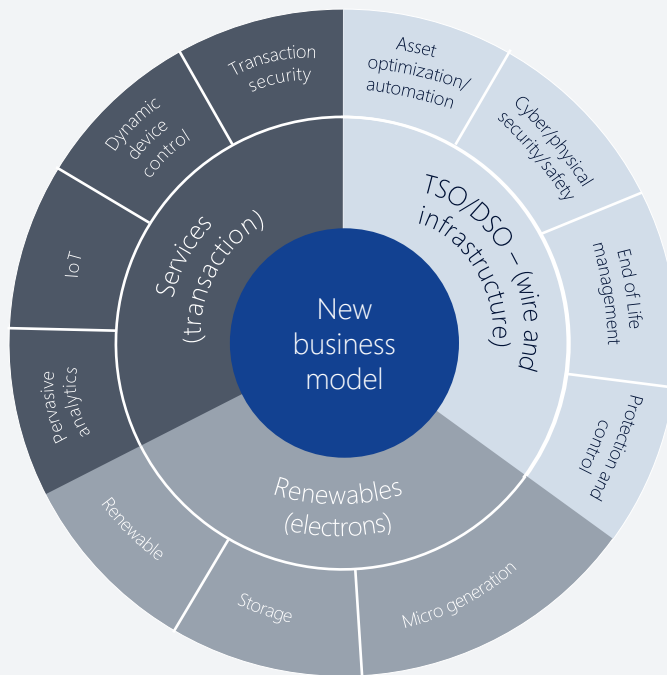 New
business
model
TSO/DSO – (wire and
infrastructure)
Asset
optimization/
automation
Cyber/physical
security/safety
End of Life
management
Protection and
control
Renewables
(electrons)
Micro generation
Storage
Renewable
Services
(transaction)
Pervasive
analytics
IoT
Dynamic
device
control
Transaction
security